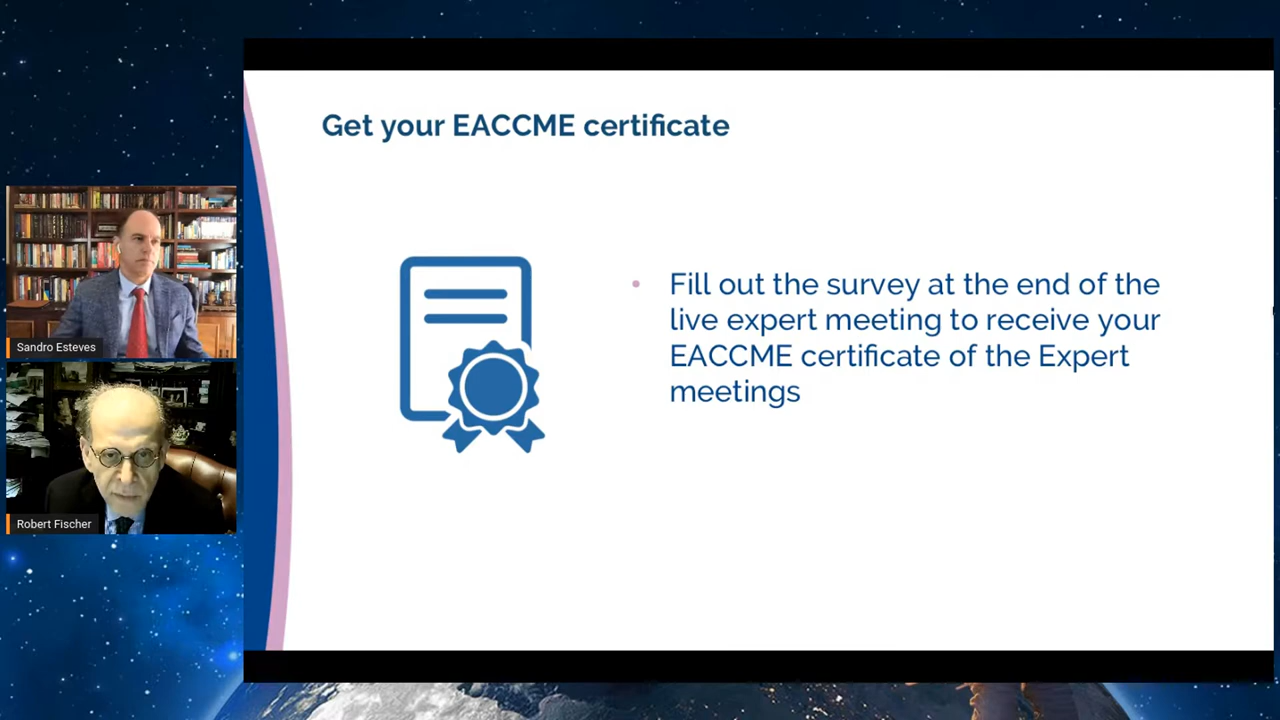 Get your EACCME certificate
• Fill out the survey at the end of the
live expert meeting to receive your
EACCME certificate of the Expert
meetings
Sandro Esteves
Robert Fischer